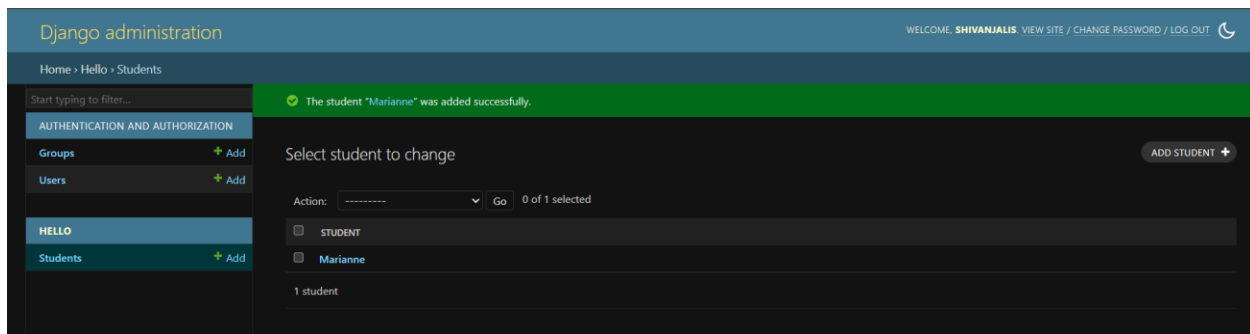 Django administration
WELCOME, SHIVANJALIS. VIEW SITE / CHANGE PASSWORD / LOG OUT
Home › Hello › Students
Start typing to filter...
AUTHENTICATION AND AUTHORIZATION
Groups + Add
Users + Add
HELLO
Students + Add
The student “Marianne” was added successfully.
Select student to change
ADD STUDENT +
Action: --------- Go 0 of 1 selected
STUDENT
Marianne
1 student